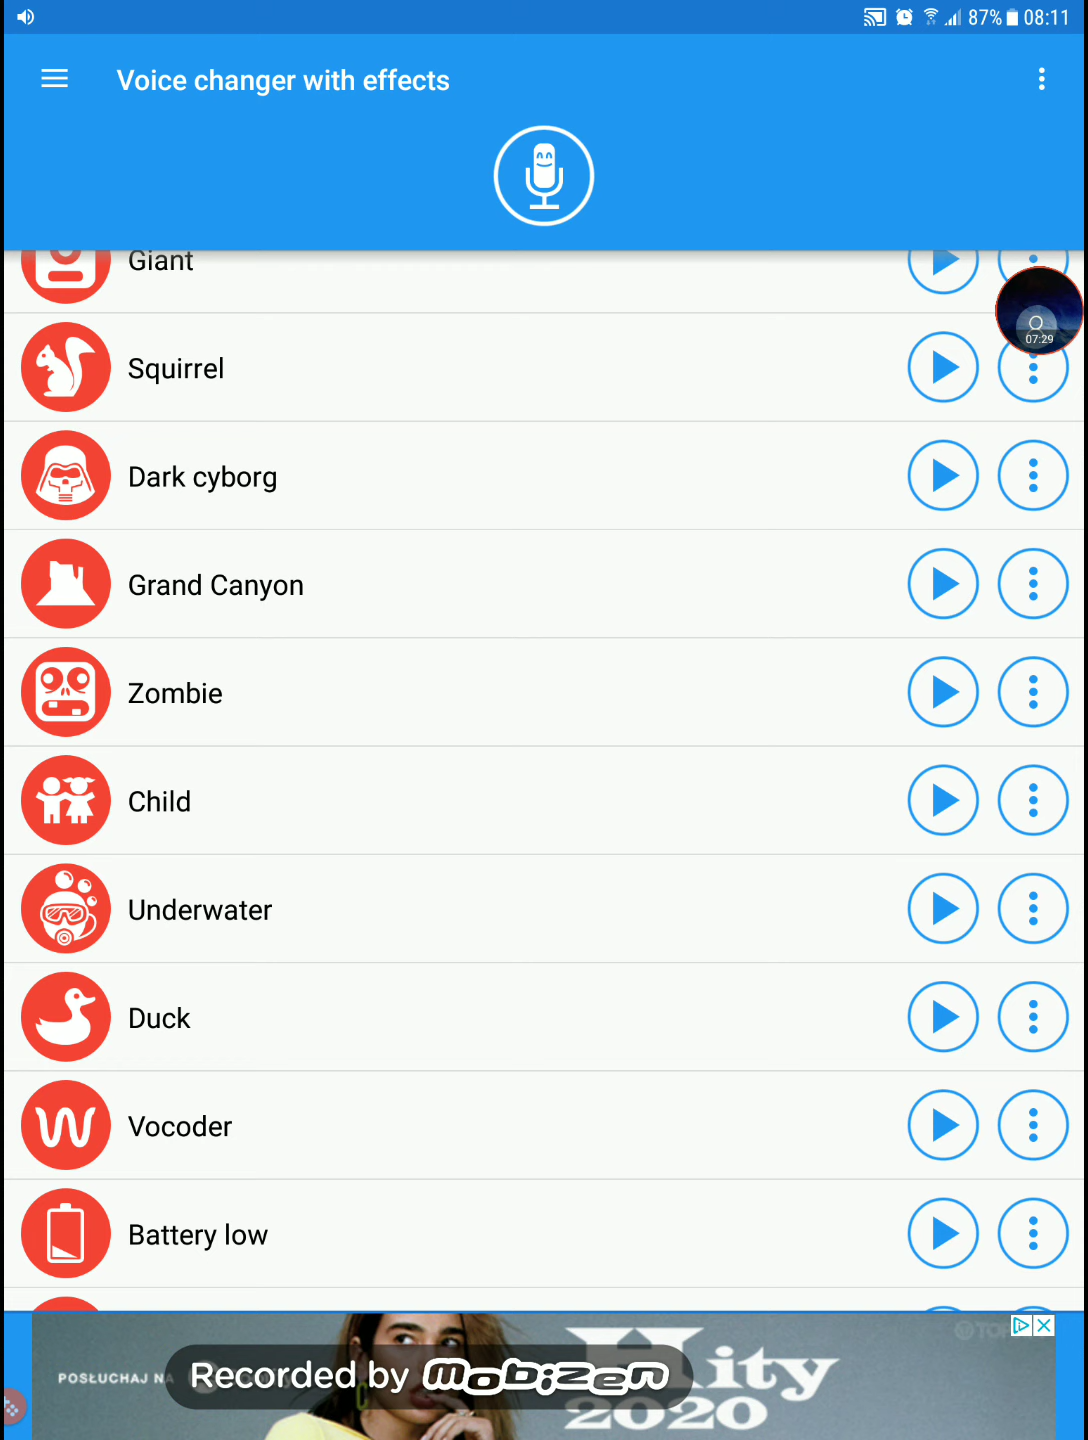 87% 08:11
Voice changer with effects
Giant
07:29
Squirrel
Dark cyborg
Grand Canyon
Zombie
Child
Underwater
Duck
Vocoder
Battery low
POSŁUCHAJ NA
Hity
2020
Recorded by mobizen